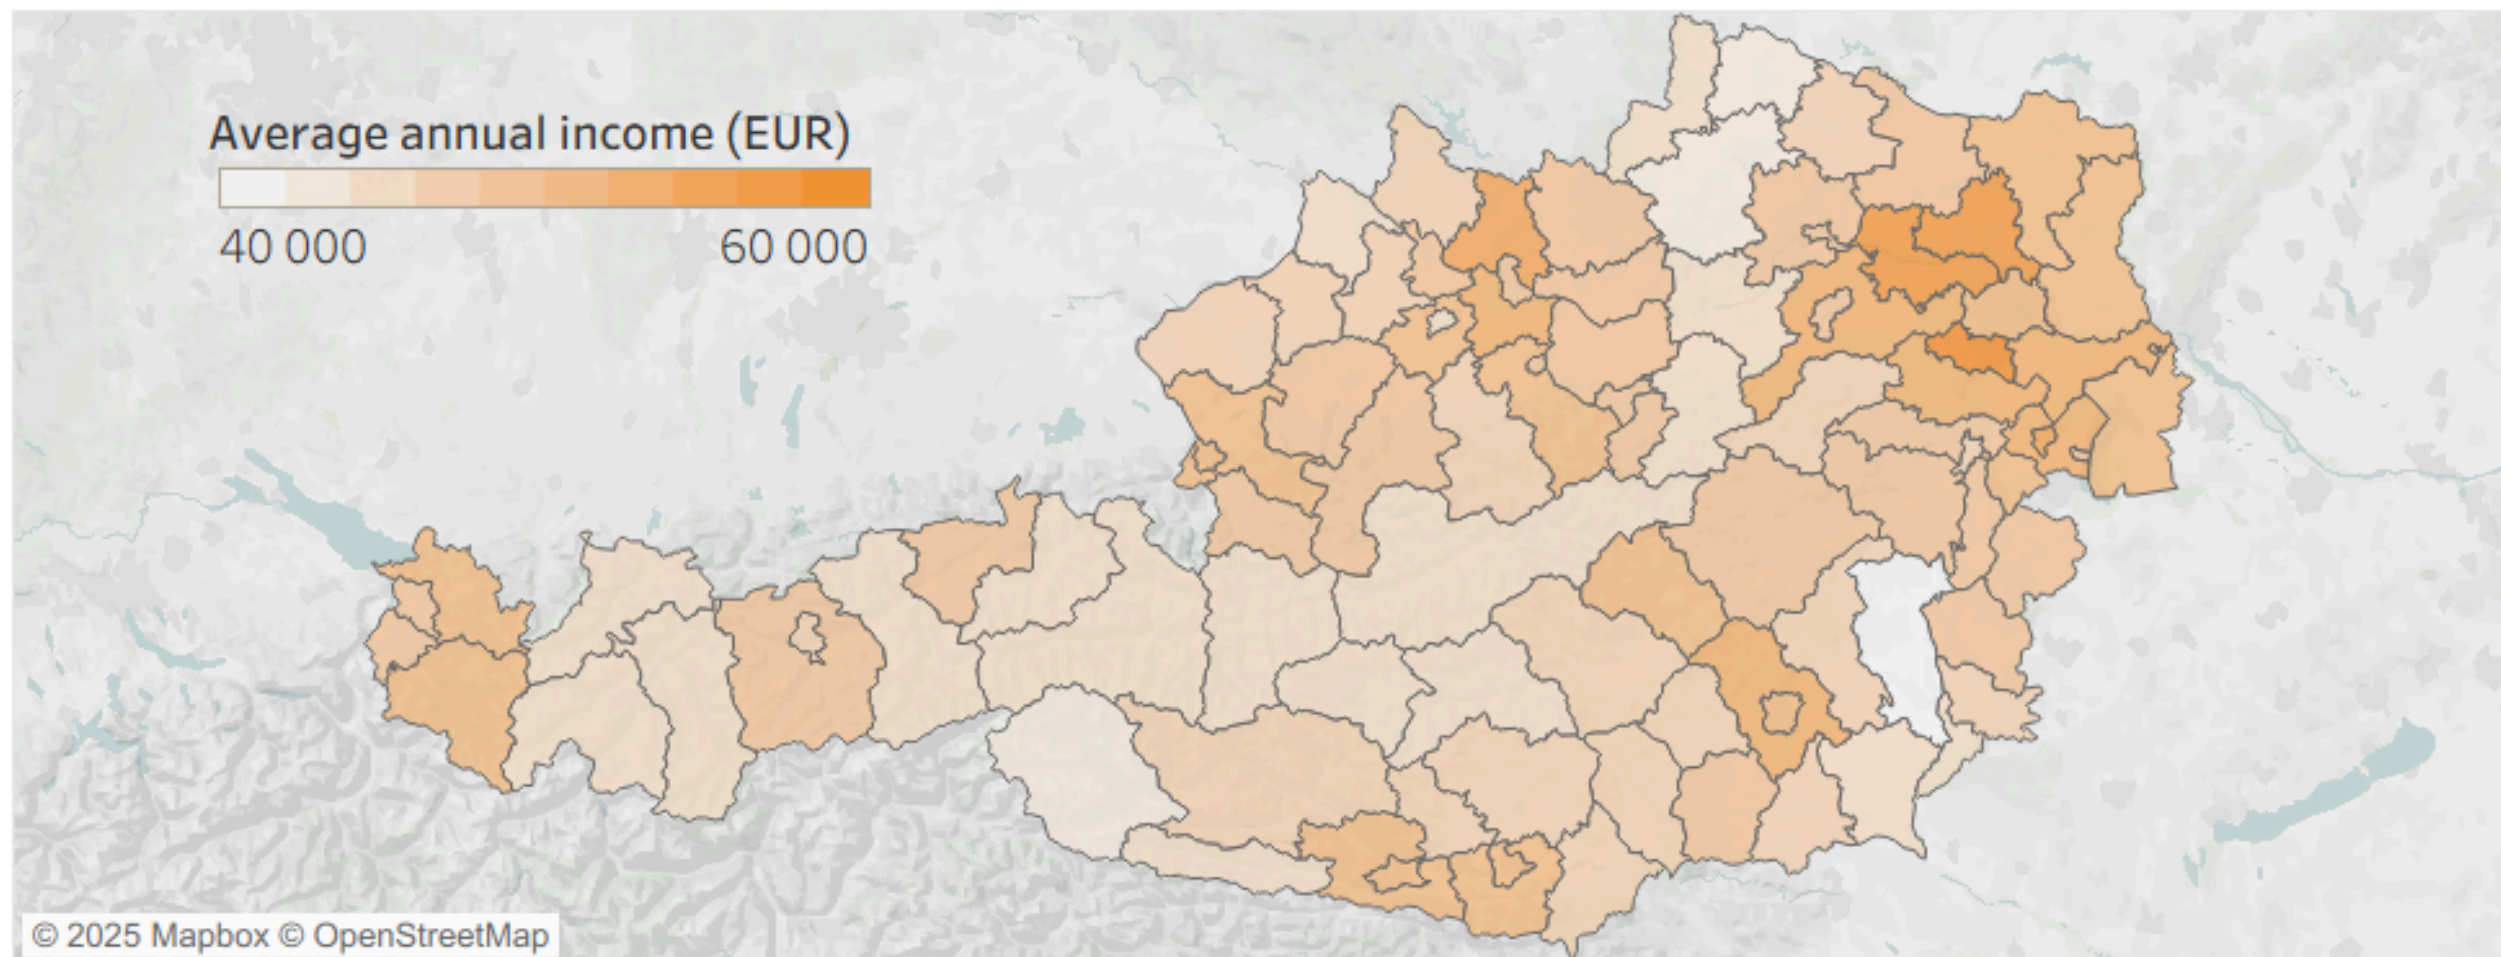 Average annual income (EUR)
40 000 60 000
© 2025 Mapbox © OpenStreetMap